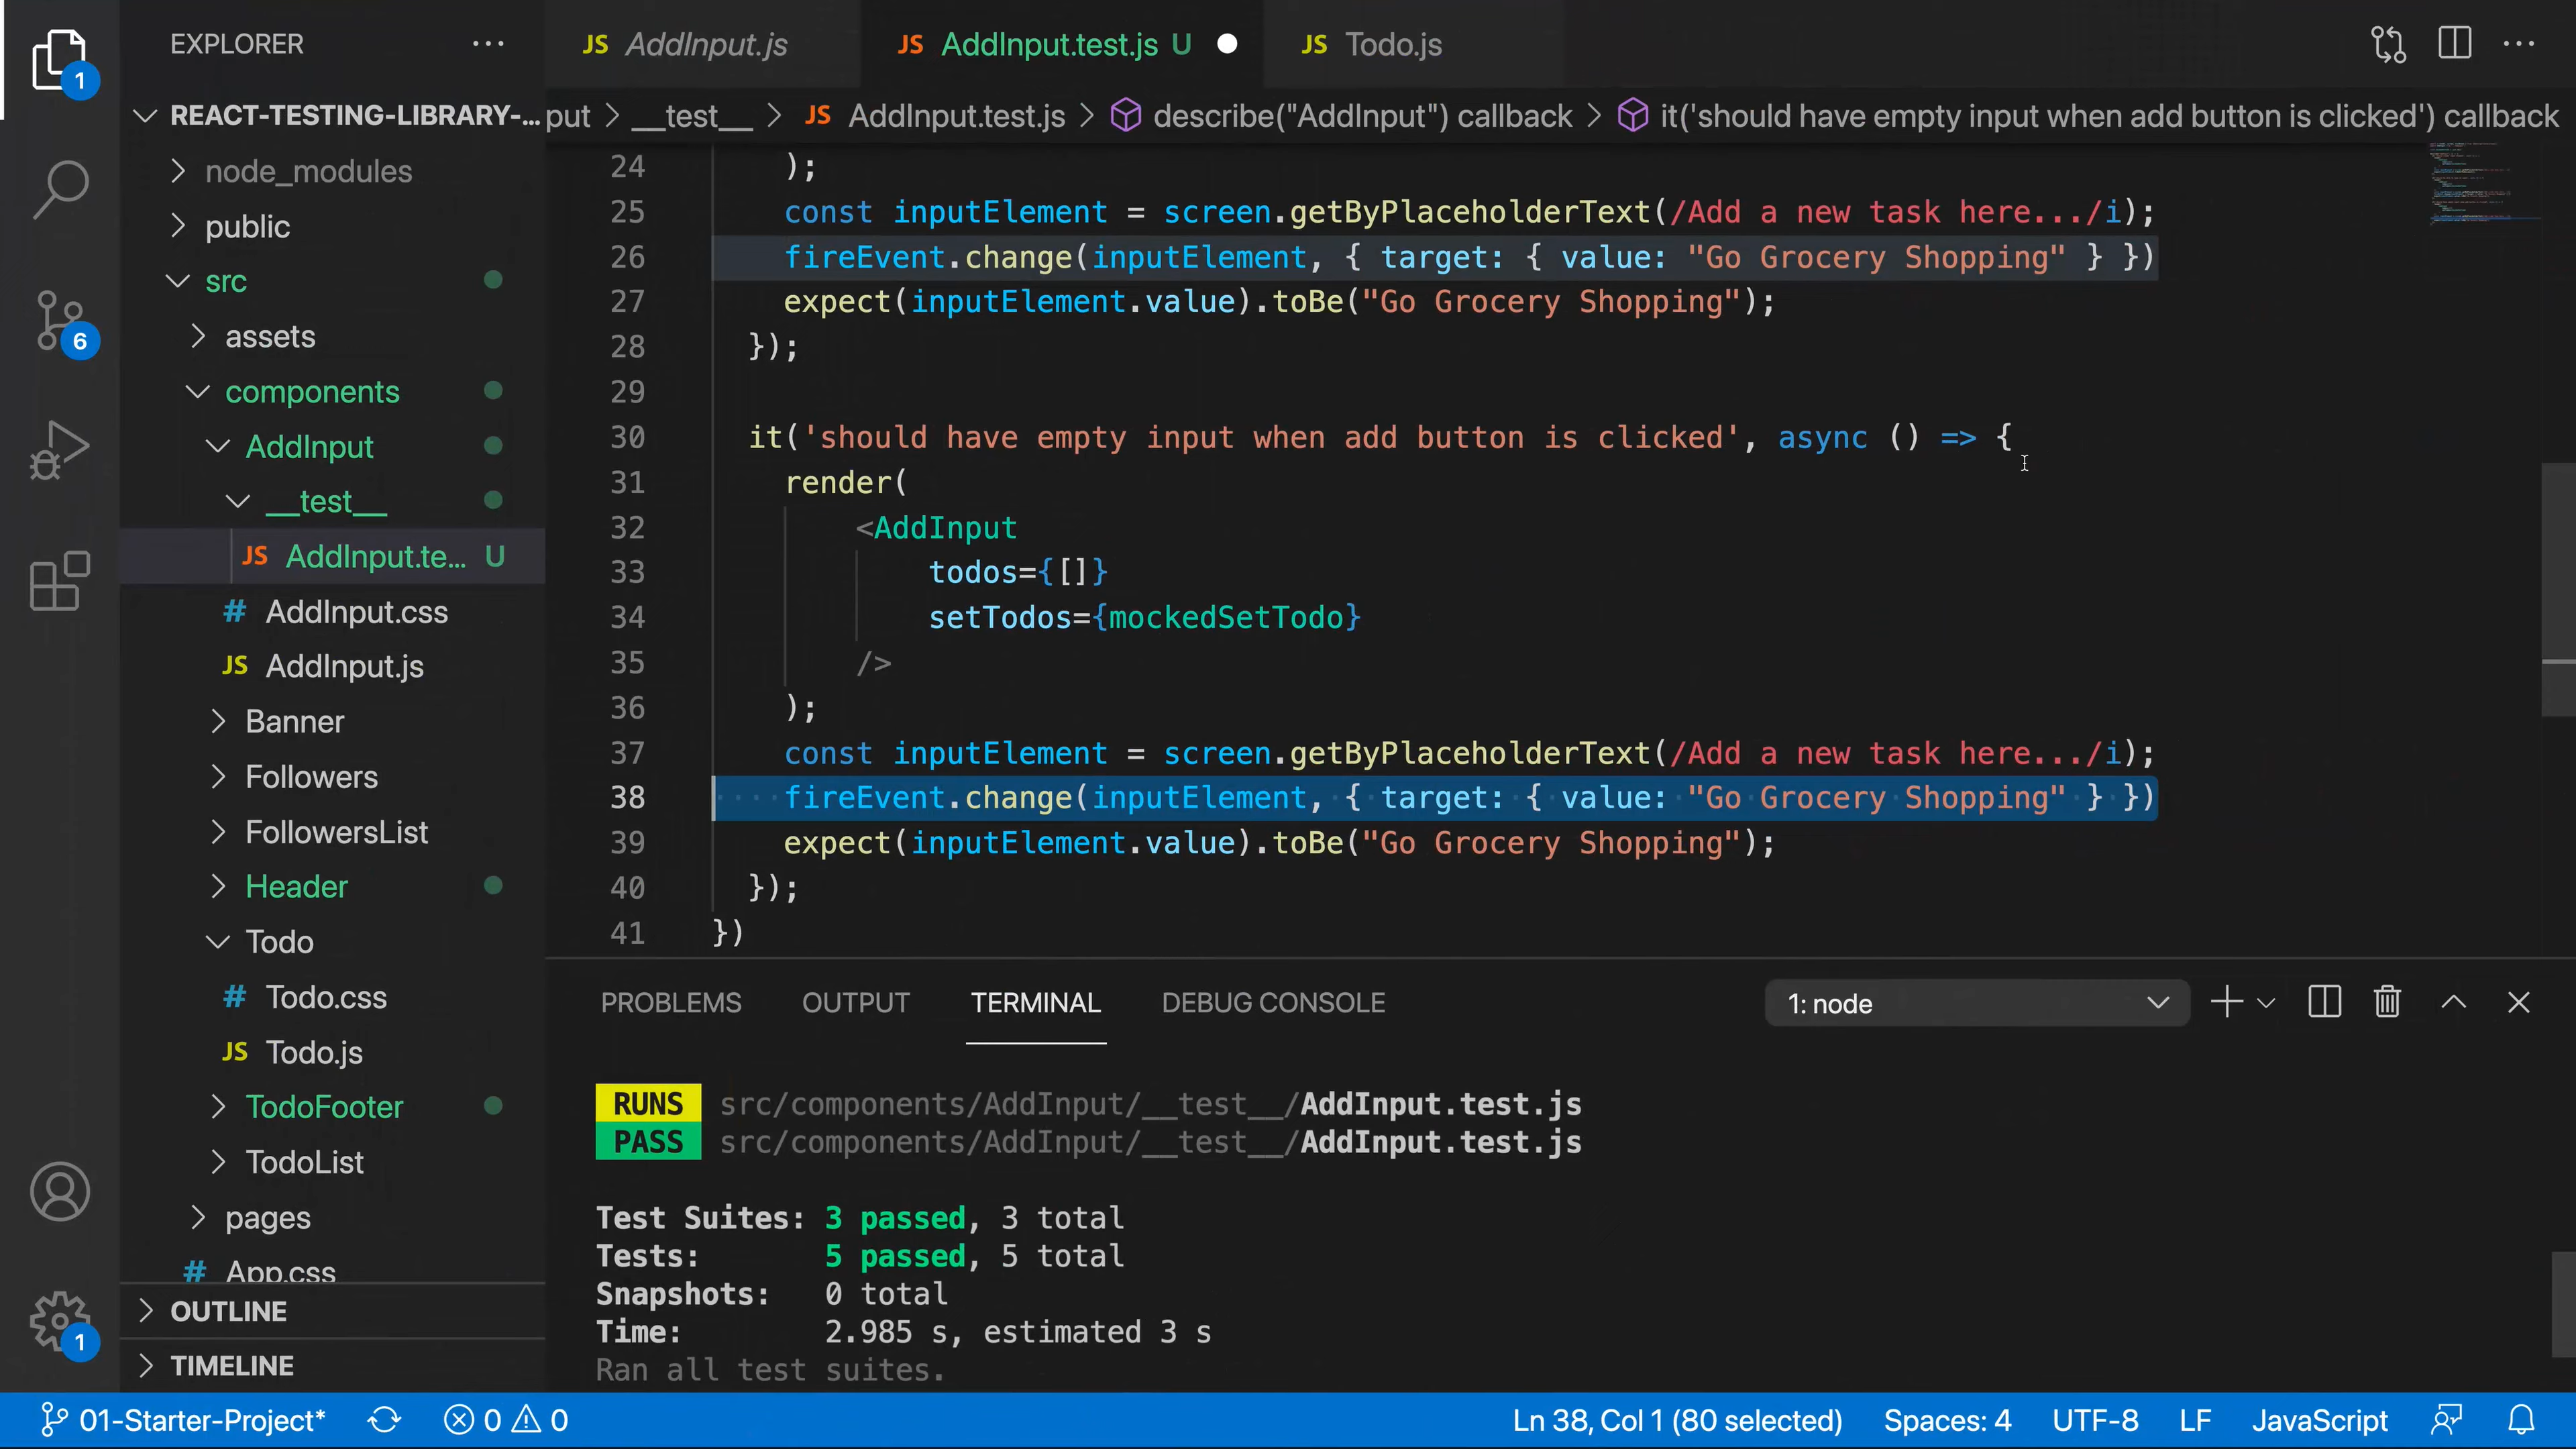 EXPLORER
REACT-TESTING-LIBRARY-...
node_modules
public
src
assets
components
AddInput
__test__
JS AddInput.te... U
# AddInput.css
JS AddInput.js
Banner
Followers
FollowersList
Header
Todo
# Todo.css
JS Todo.js
TodoFooter
TodoList
pages
# App.css
OUTLINE
TIMELINE
1
6
1
JS AddInput.js
JS AddInput.test.js U
JS Todo.js
put > __test__ > JS AddInput.test.js > describe("AddInput") callback > it('should have empty input when add button is clicked') callback
24 );
25 const inputElement = screen.getByPlaceholderText(/Add a new task here.../i);
26 fireEvent.change(inputElement, { target: { value: "Go Grocery Shopping" } })
27 expect(inputElement.value).toBe("Go Grocery Shopping");
28 });
29
30 it('should have empty input when add button is clicked', async () => {
31 render(
32 <AddInput
33 todos={[]}
34 setTodos={mockedSetTodo}
35 />
36 );
37 const inputElement = screen.getByPlaceholderText(/Add a new task here.../i);
38 fireEvent.change(inputElement, { target: { value: "Go Grocery Shopping" } })
39 expect(inputElement.value).toBe("Go Grocery Shopping");
40 });
41 })
PROBLEMS OUTPUT TERMINAL DEBUG CONSOLE 1: node
RUNS src/components/AddInput/__test__/AddInput.test.js
PASS src/components/AddInput/__test__/AddInput.test.js
Test Suites: 3 passed, 3 total
Tests: 5 passed, 5 total
Snapshots: 0 total
Time: 2.985 s, estimated 3 s
Ran all test suites.
01-Starter-Project* 0 0 Ln 38, Col 1 (80 selected) Spaces: 4 UTF-8 LF JavaScript